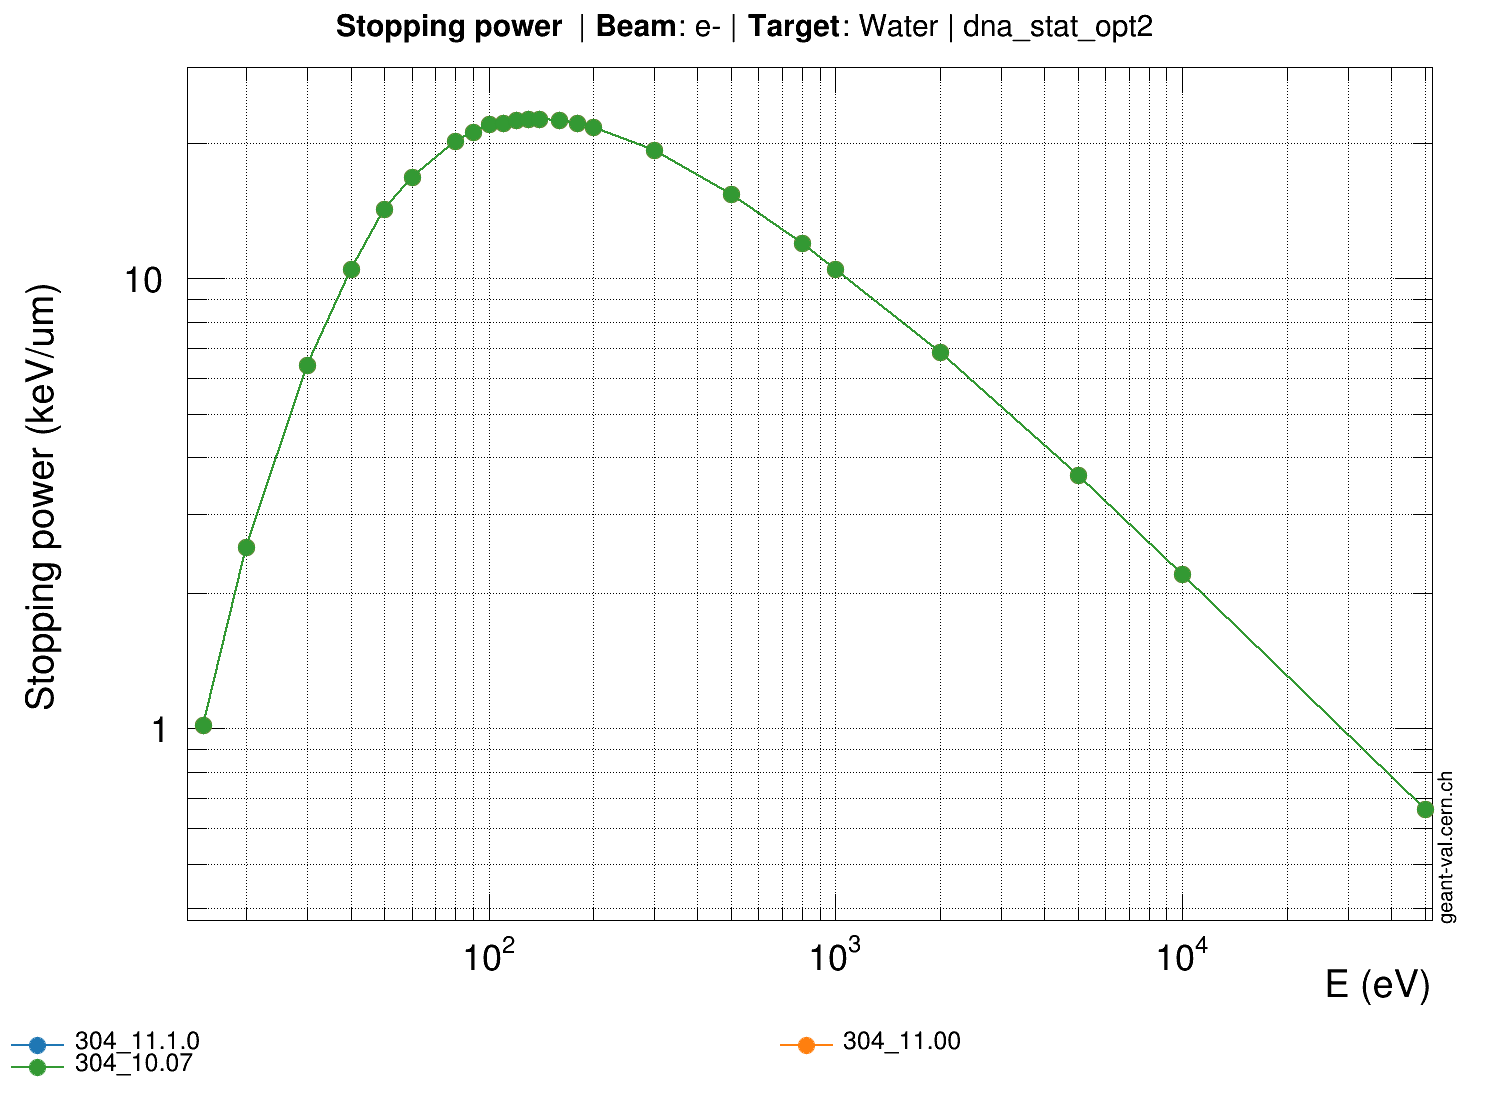 Stopping power | Beam: e- | Target: Water | dna_stat_opt2
Stopping power (keV/um)
10
1
10²
10³
10⁴
E (eV)
geant-val.cern.ch
304_11.1.0
304_11.00
304_10.07